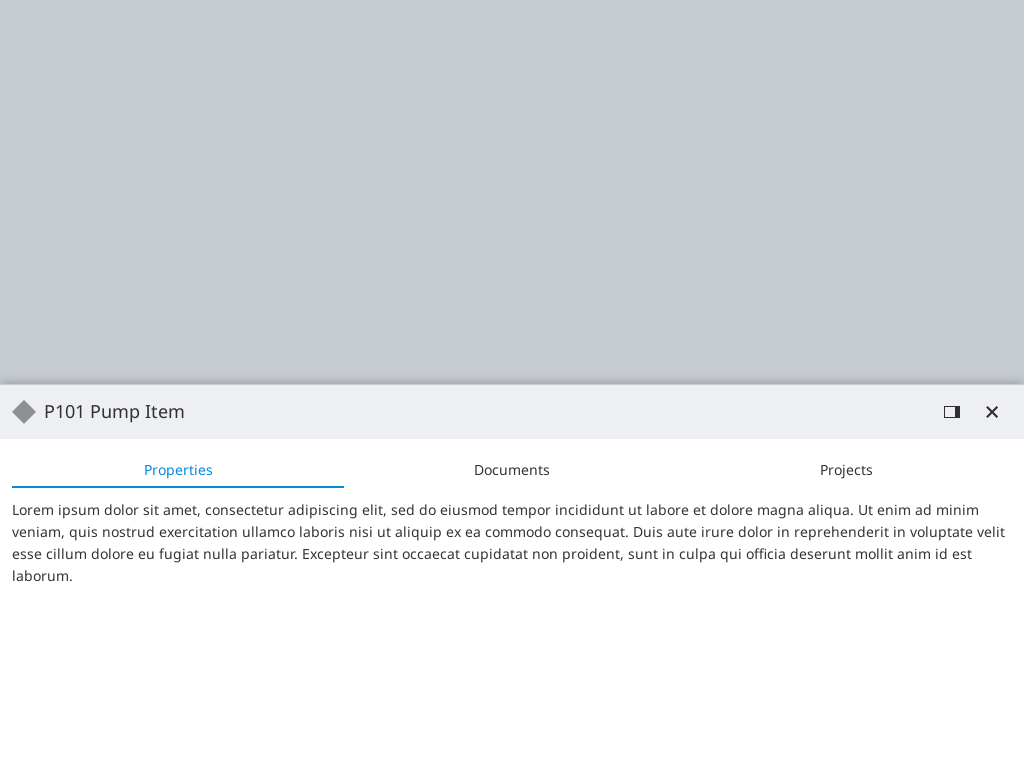 P101 Pump Item
Properties
Documents
Projects
Lorem ipsum dolor sit amet, consectetur adipiscing elit, sed do eiusmod tempor incididunt ut labore et dolore magna aliqua. Ut enim ad minim
veniam, quis nostrud exercitation ullamco laboris nisi ut aliquip ex ea commodo consequat. Duis aute irure dolor in reprehenderit in voluptate velit
esse cillum dolore eu fugiat nulla pariatur. Excepteur sint occaecat cupidatat non proident, sunt in culpa qui officia deserunt mollit anim id est
laborum.